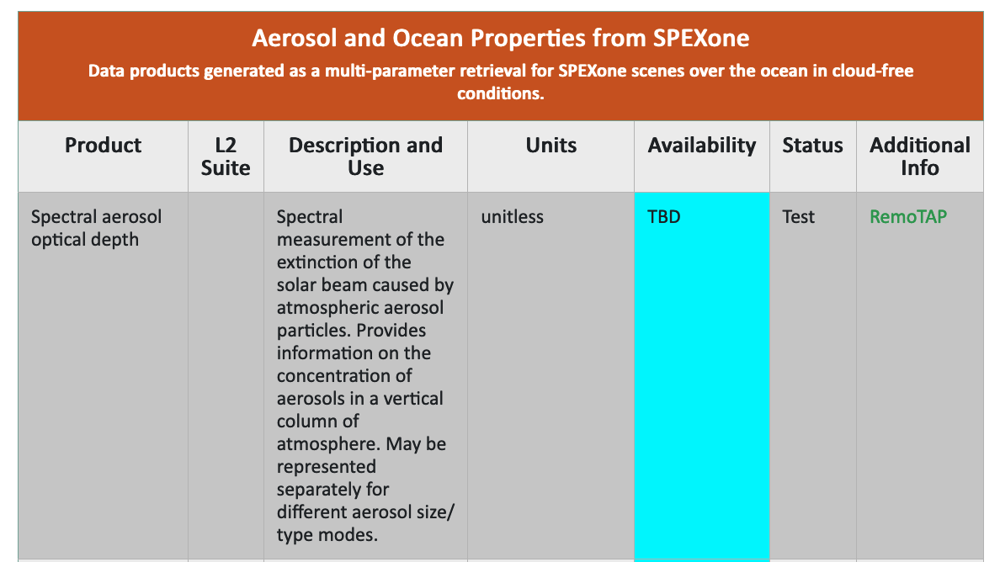 Aerosol and Ocean Properties from SPEXone
Data products generated as a multi-parameter retrieval for SPEXone scenes over the ocean in cloud-free
conditions.
Product
L2
Suite
Description and
Use
Units
Availability
Status
Additional
Info
Spectral aerosol
optical depth
Spectral
measurement of the
extinction of the
solar beam caused by
atmospheric aerosol
particles. Provides
information on the
concentration of
aerosols in a vertical
column of
atmosphere. May be
represented
separately for
different aerosol size/
type modes.
unitless
TBD
Test
RemoTAP